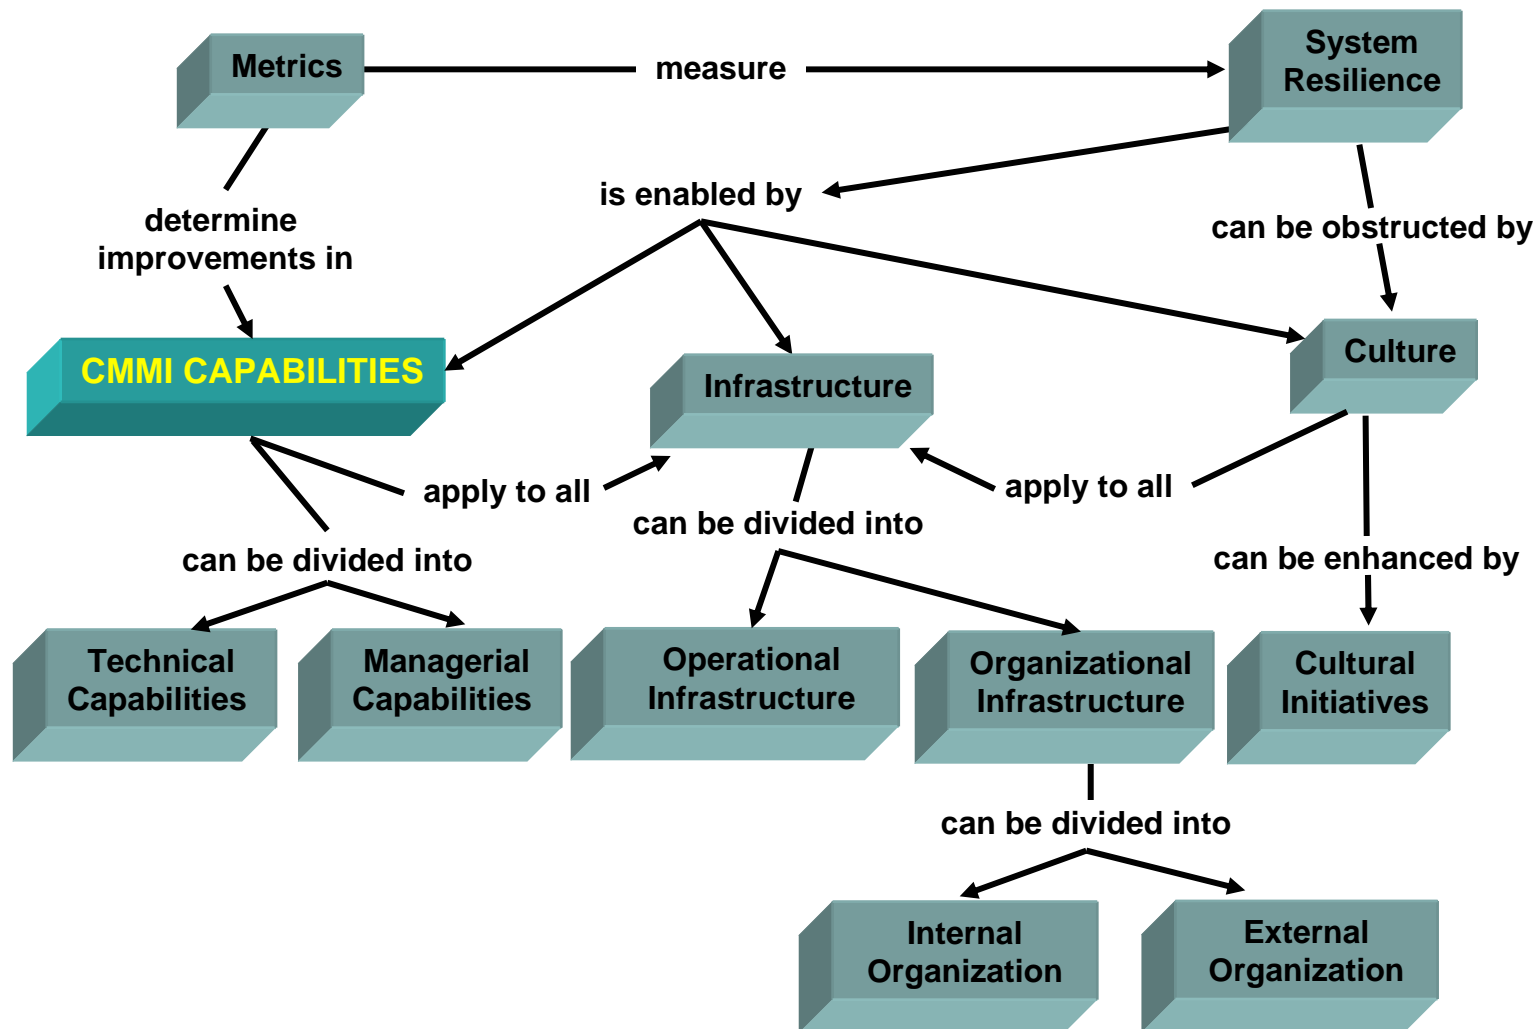 Metrics
measure
System
Resilience
is enabled by
determine
improvements in
can be obstructed by
CMMI CAPABILITIES
Infrastructure
Culture
apply to all
apply to all
can be divided into
can be divided into
can be enhanced by
Technical
Capabilities
Managerial
Capabilities
Operational
Infrastructure
Organizational
Infrastructure
Cultural
Initiatives
can be divided into
Internal
Organization
External
Organization